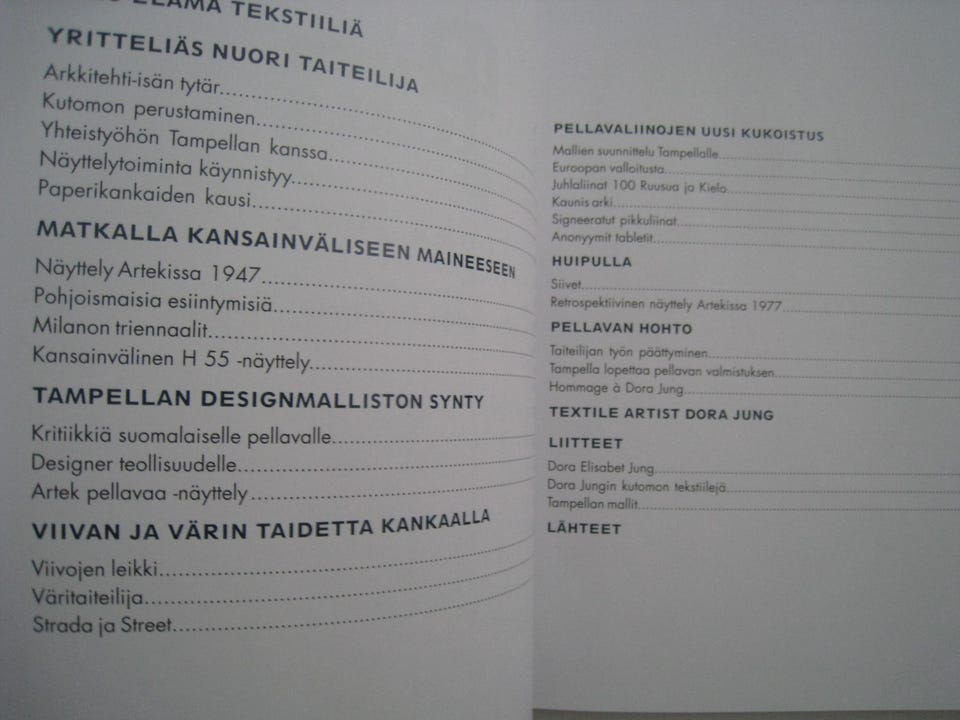 ELÄMÄ TEKSTIILIÄ
YRITTELIÄS NUORI TAITEILIJA
Arkkitehti-isän tytär
Kutomon perustaminen
Yhteistyöhön Tampellan kanssa
Näyttelytoiminta käynnistyy
Paperikankaiden kausi
MATKALLA KANSAINVÄLISEEN MAINEESEEN
Näyttely Artekissa 1947
Pohjoismaisia esiintymisiä
Milanon triennaalit
Kansainvälinen H 55 -näyttely
TAMPELLAN DESIGNMALLISTON SYNTY
Kritiikkiä suomalaiselle pellavalle
Designer teollisuudelle
Artek pellavaa -näyttely
VIIVAN JA VÄRIN TAIDETTA KANKAALLA
Viivojen leikki
Väritaiteilija
Strada ja Street
PELLAVALIINOJEN UUSI KUKOISTUS
Mallien suunnittelu Tampellalle
Euroopan valloitusta
Juhlaliinat 100 Ruusua ja Kielo
Kaunis arki
Signeeratut pikkuliinat
Anonyymit tabletit
HUIPULLA
Siivet
Retrospektiivinen näyttely Artekissa 1977
PELLAVAN HOHTO
Taiteilijan työn päättyminen
Tampella lopettaa pellavan valmistuksen
Hommage à Dora Jung
TEXTILE ARTIST DORA JUNG
LIITTEET
Dora Elisabet Jung
Dora Jungin kutomon tekstiilejä
Tampellan mallit
LÄHTEET